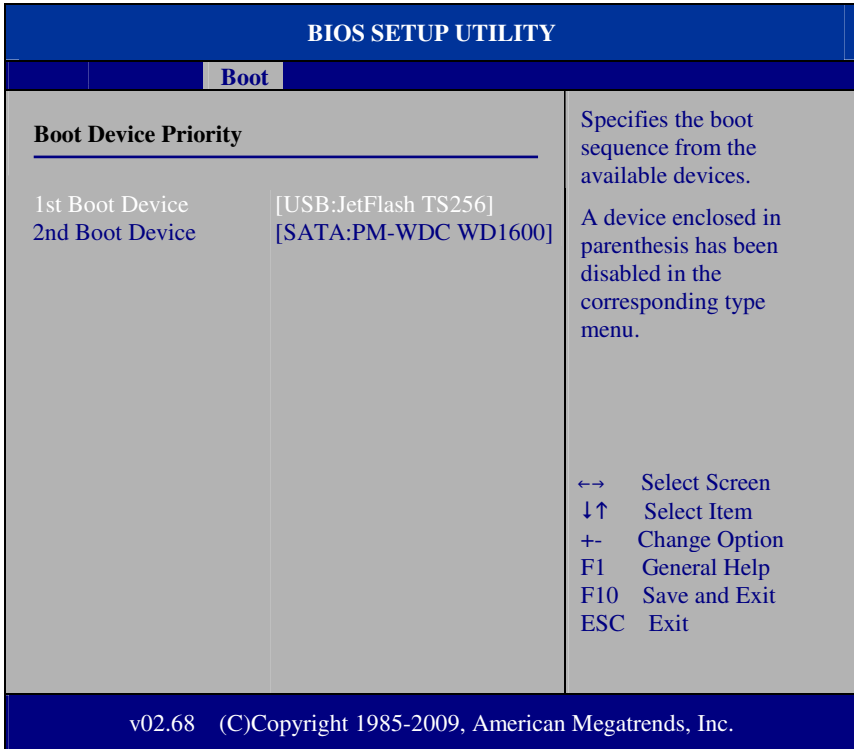 BIOS SETUP UTILITY
Boot
Boot Device Priority
1st Boot Device [USB:JetFlash TS256]
2nd Boot Device [SATA:PM-WDC WD1600]
Specifies the boot
sequence from the
available devices.
A device enclosed in
parenthesis has been
disabled in the
corresponding type
menu.
←→ Select Screen
↓↑ Select Item
+- Change Option
F1 General Help
F10 Save and Exit
ESC Exit
v02.68 (C)Copyright 1985-2009, American Megatrends, Inc.